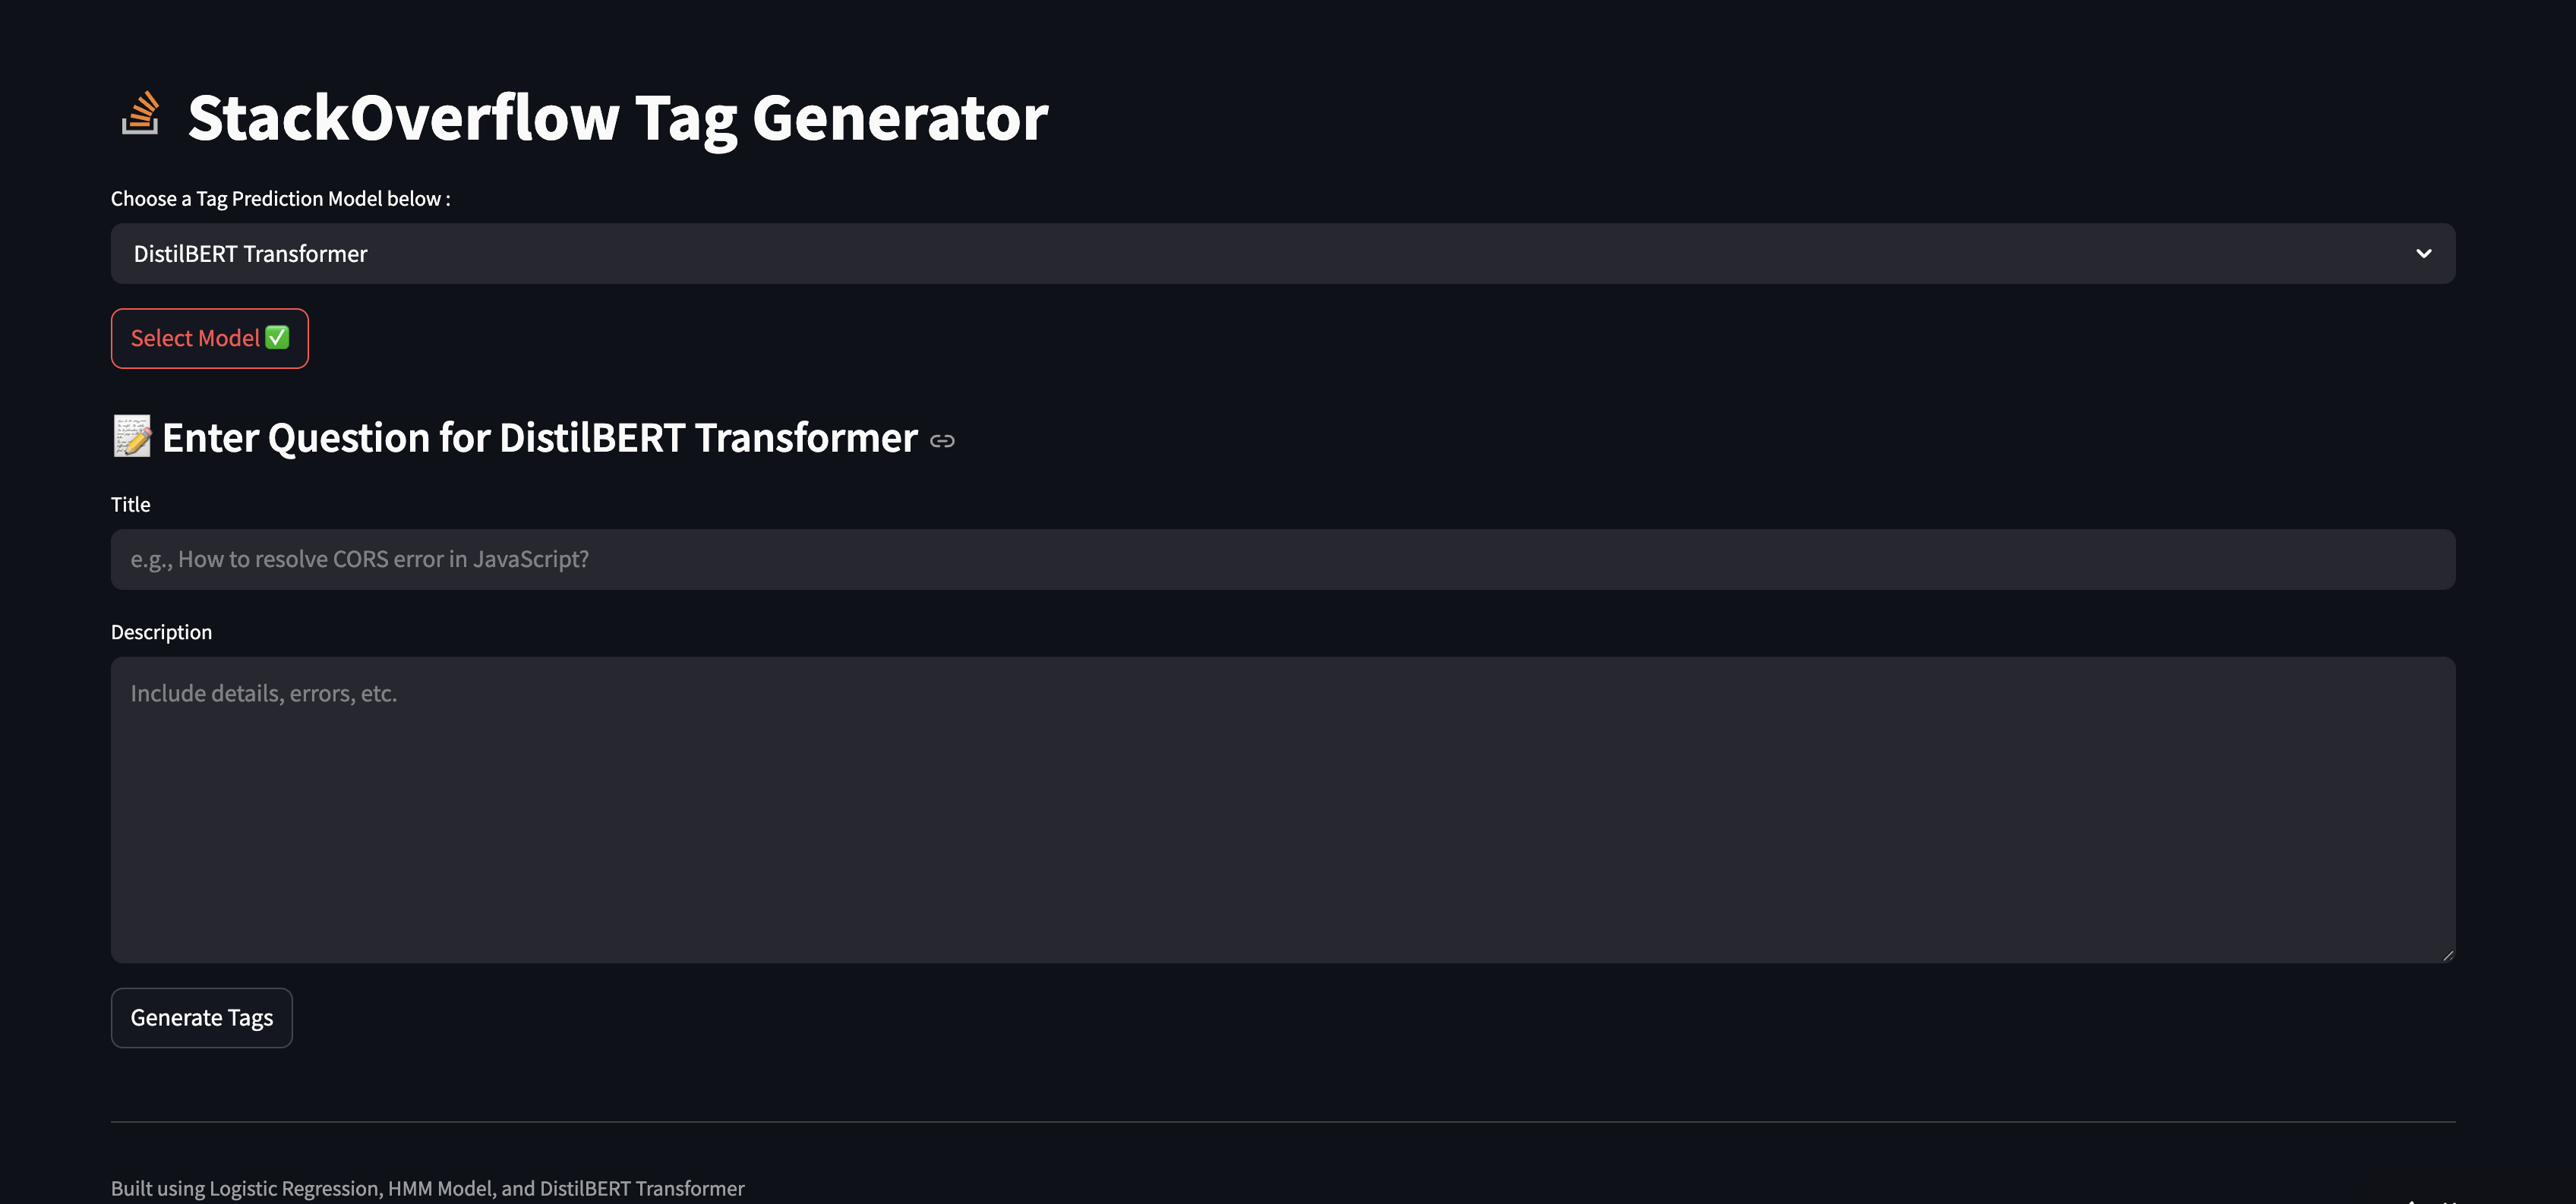 StackOverflow Tag Generator
Choose a Tag Prediction Model below :
DistilBERT Transformer
Select Model ✅
📝 Enter Question for DistilBERT Transformer
Title
e.g., How to resolve CORS error in JavaScript?
Description
Include details, errors, etc.
Generate Tags
Built using Logistic Regression, HMM Model, and DistilBERT Transformer